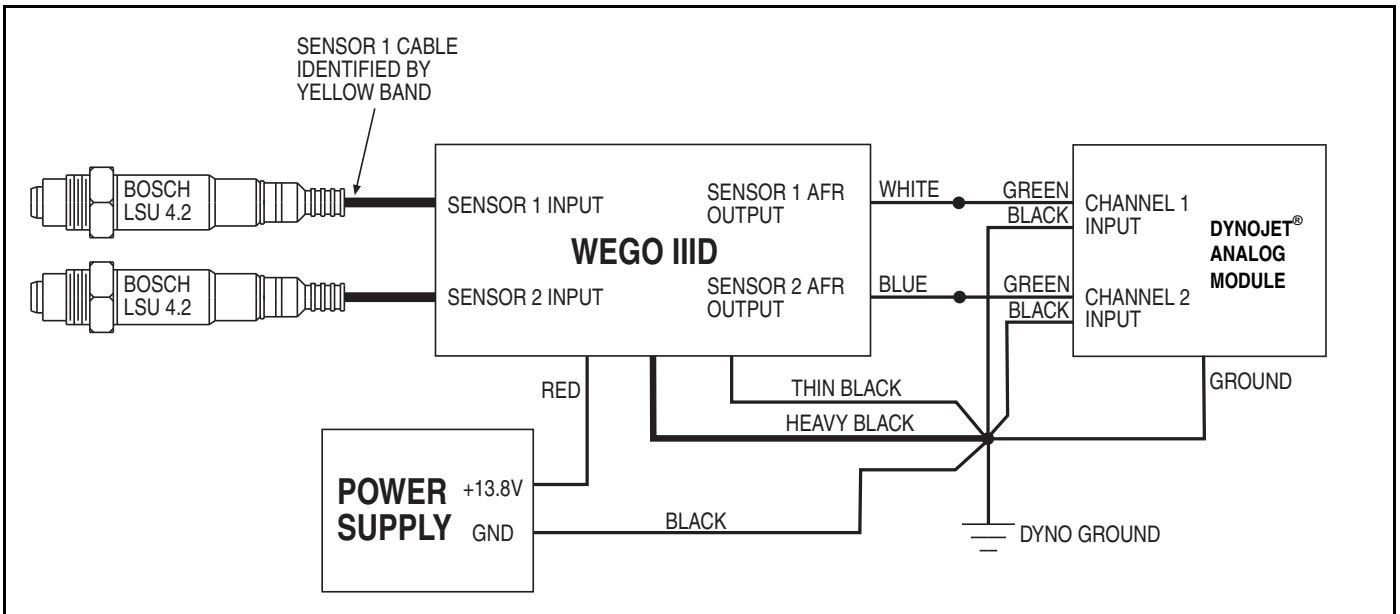 SENSOR 1 CABLE
IDENTIFIED BY
YELLOW BAND
BOSCH
LSU 4.2
BOSCH
LSU 4.2
SENSOR 1 INPUT
SENSOR 2 INPUT
WEGO IIID
SENSOR 1 AFR
OUTPUT
SENSOR 2 AFR
OUTPUT
WHITE
BLUE
GREEN
BLACK
GREEN
BLACK
CHANNEL 1
INPUT
CHANNEL 2
INPUT
DYNOJET®
ANALOG
MODULE
RED
THIN BLACK
HEAVY BLACK
GROUND
POWER
SUPPLY
+13.8V
GND
BLACK
DYNO GROUND